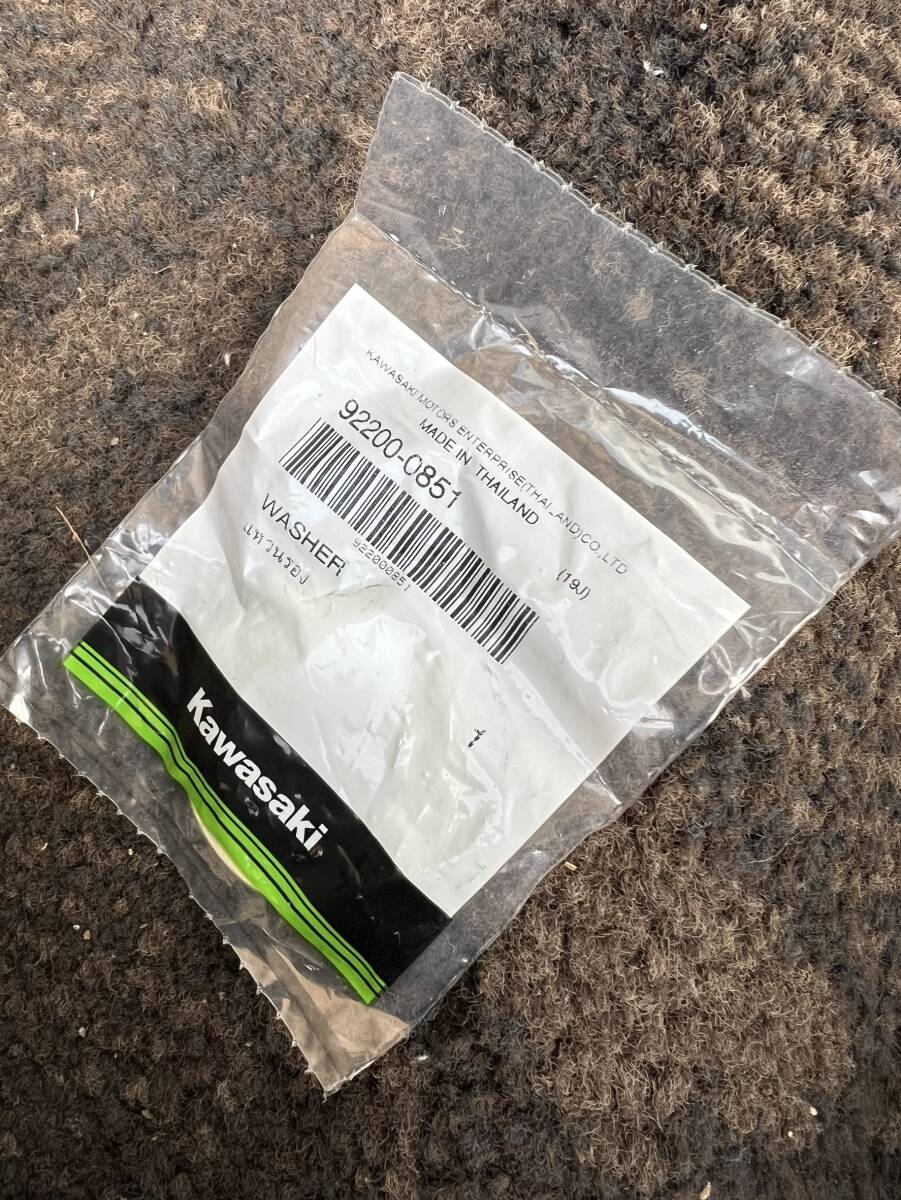 KAWASAKI MOTORS ENTERPRISE(THAILAND)CO.,LTD
MADE IN THAILAND
(19J)
92200-0851
922000851
WASHER
แหวนรอง
1
Kawasaki